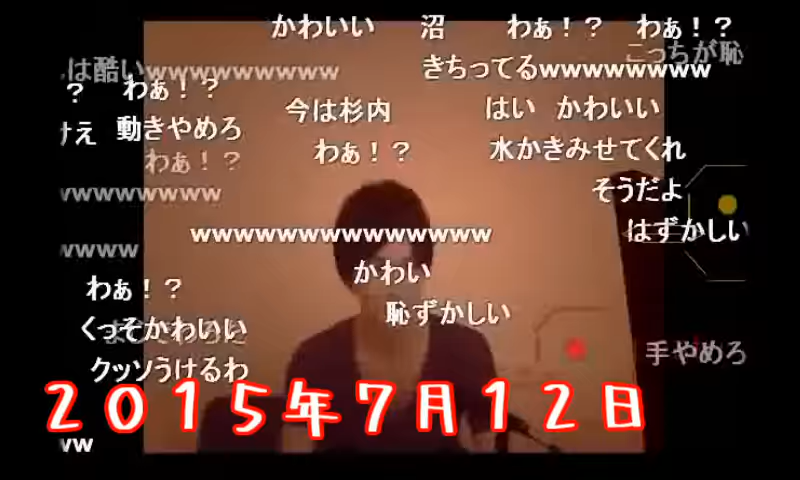 かわいい 沼 わぁ！？ わぁ！？
こっちが恥
は酷いwwwwwwwww きちってるwwwwwwww
？ わぁ！？
今は杉内 はい かわいい
けえ 動きやめろ
わぁ！？ わぁ！？ 水かきみせてくれ
wwwwwwww そうだよ
wwwwwwwwwwwwww はずかしい
wwww
かわい
わぁ！？
恥ずかしい
くっそかわいい
手やめろ
クッソうけるわ
２０１５年７月１２日
ww